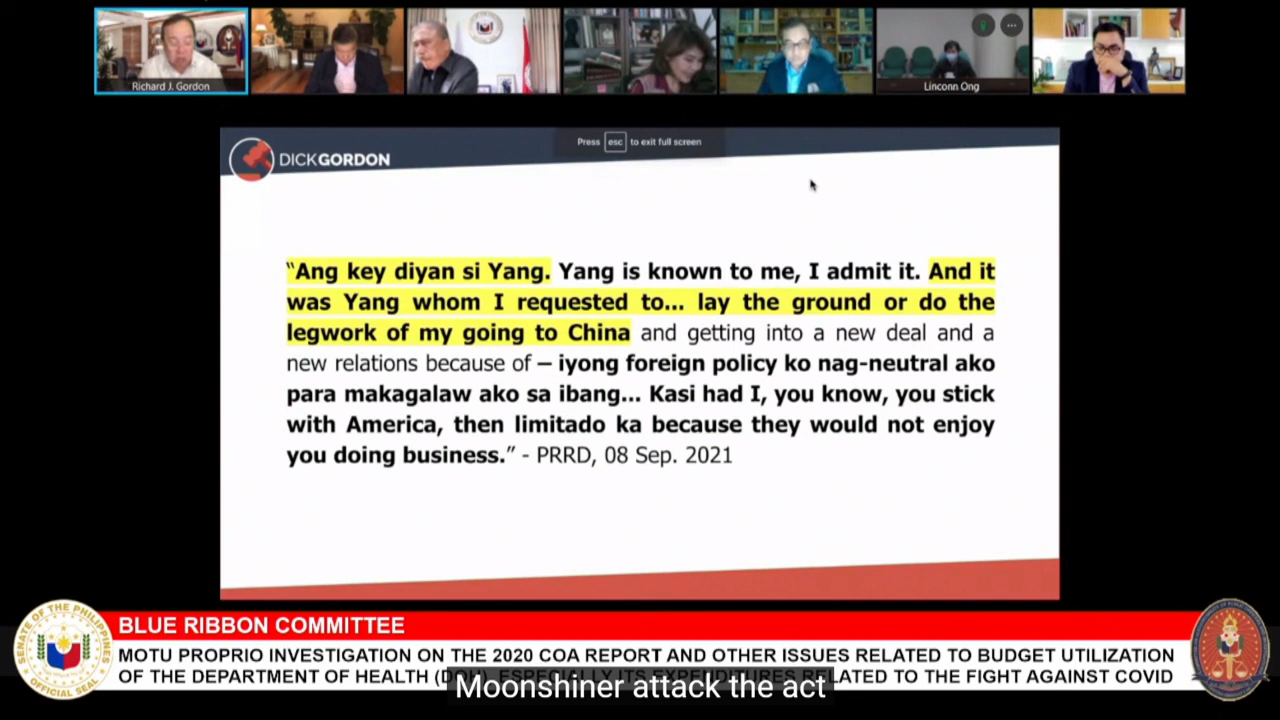 Richard J. Gordon
Linconn Ong
Press esc to exit full screen
DICKGORDON
“Ang key diyan si Yang. Yang is known to me, I admit it. And it
was Yang whom I requested to... lay the ground or do the
legwork of my going to China and getting into a new deal and a
new relations because of – iyong foreign policy ko nag-neutral ako
para makagalaw ako sa ibang... Kasi had I, you know, you stick
with America, then limitado ka because they would not enjoy
you doing business.” - PRRD, 08 Sep. 2021
SENATE OF THE PHILIPPINES
OFFICIAL SEAL
BLUE RIBBON COMMITTEE
MOTU PROPRIO INVESTIGATION ON THE 2020 COA REPORT AND OTHER ISSUES RELATED TO BUDGET UTILIZATION
OF THE DEPARTMENT OF HEALTH (DOH), ESPECIALLY ITS EXPENDITURES RELATED TO THE FIGHT AGAINST COVID
Moonshiner attack the act